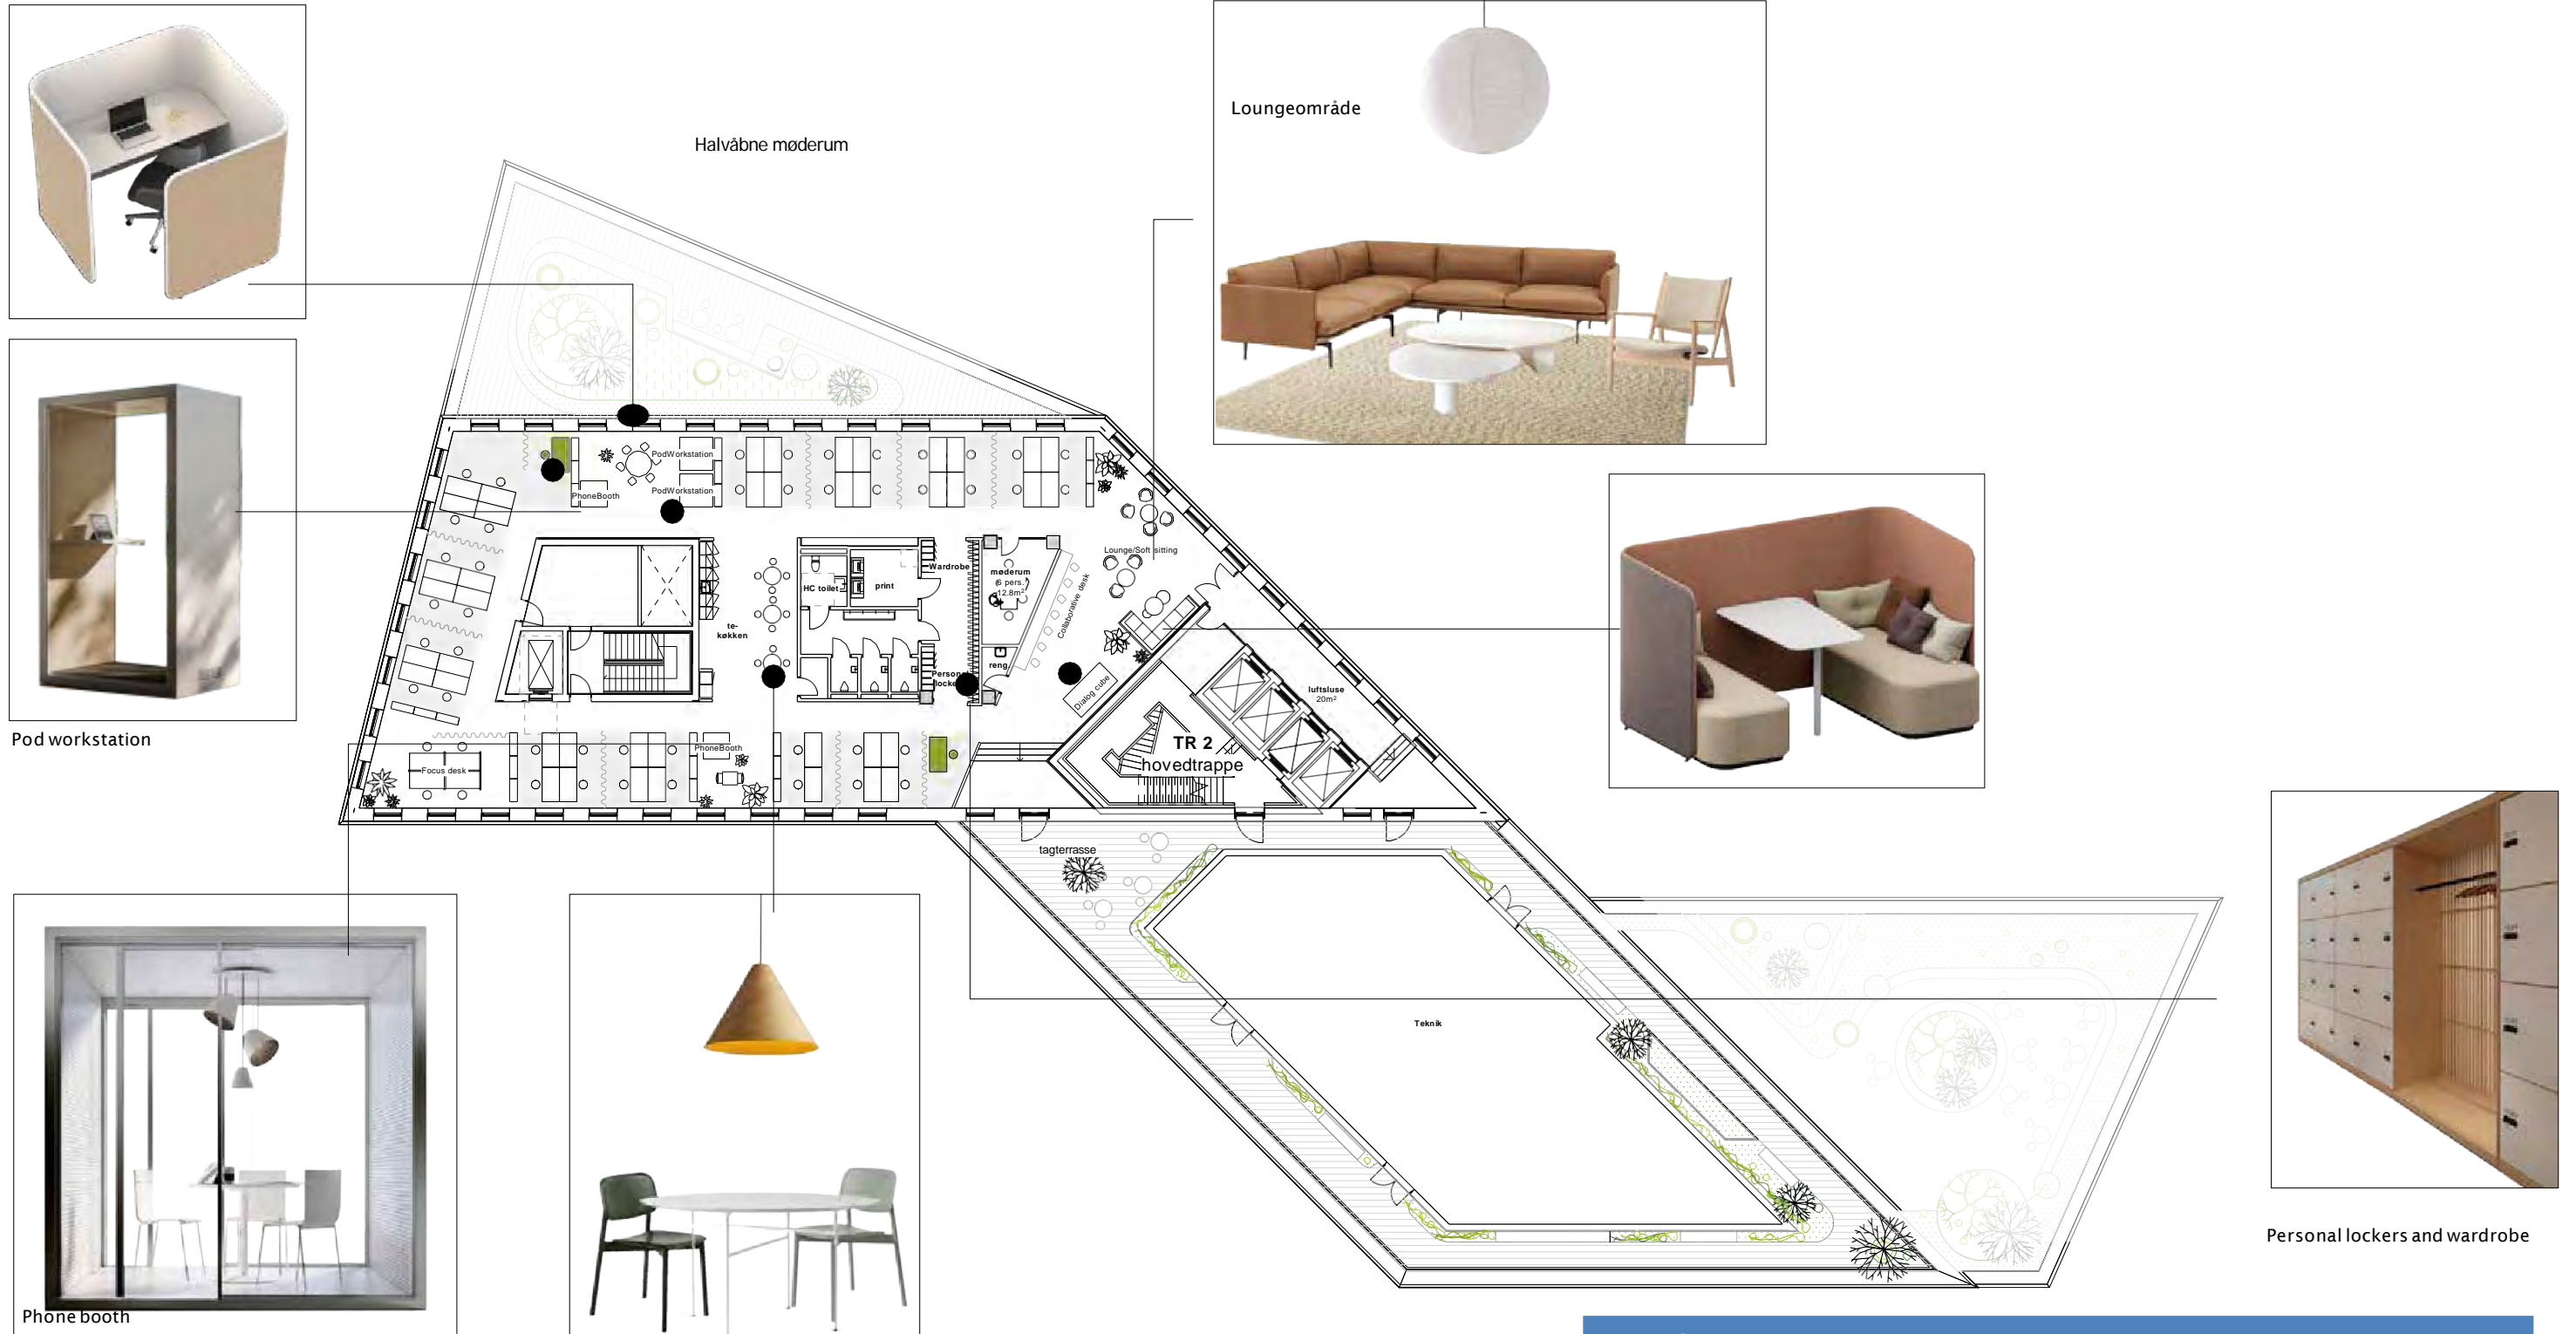 Loungeområde
Halvåbne møderum
PodWorkstation
PodWorkstation
PhoneBooth
Lounge/Soft sitting
Wardrobe
møderum
6 pers.
12.8m²
HC toilet
print
Collaborative desk
te-
køkken
reng.
Personal
locker
Dialog cube
luftsluse
20m²
Pod workstation
TR 2
hovedtrappe
PhoneBooth
Focus desk
tagterrasse
Teknik
Personal lockers and wardrobe
Phone booth